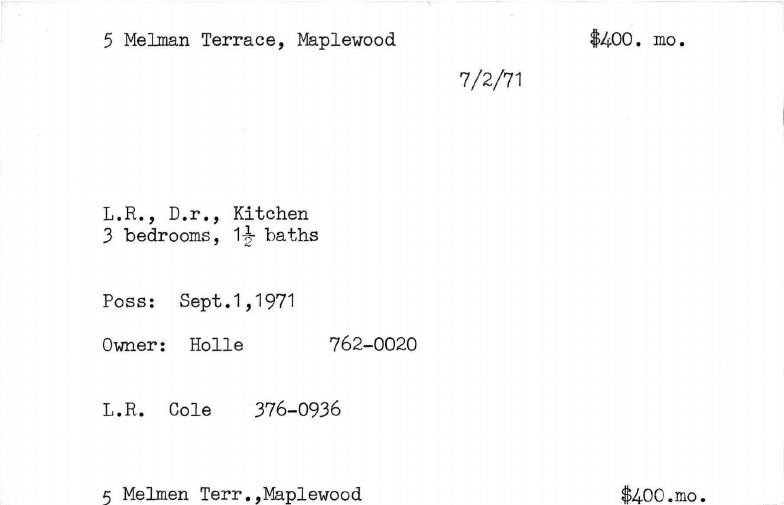 5 Melman Terrace, Maplewood $400. mo.
7/2/71
L.R., D.r., Kitchen
3 bedrooms, 1½ baths
Poss: Sept.1,1971
Owner: Holle 762-0020
L.R. Cole 376-0936
5 Melmen Terr.,Maplewood $400.mo.